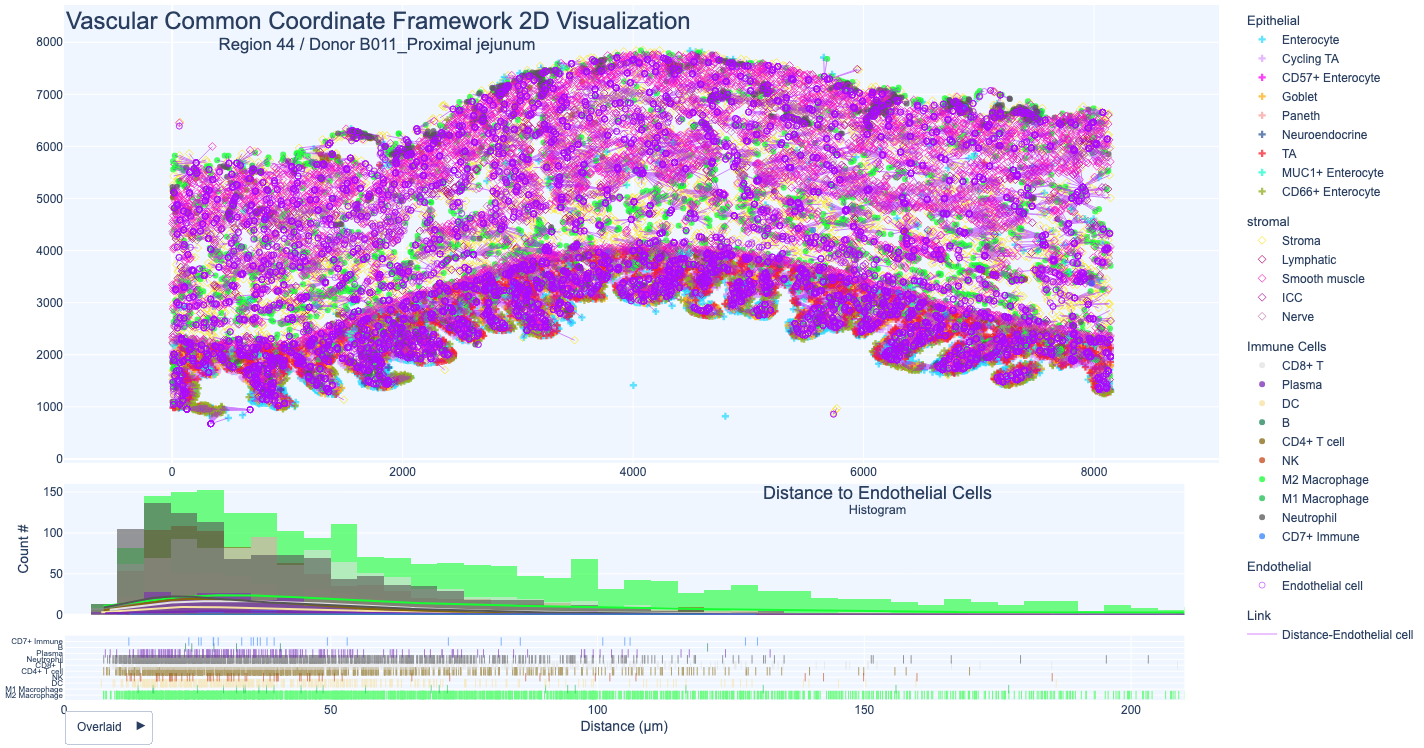 Vascular Common Coordinate Framework 2D Visualization
Region 44 / Donor B011_Proximal jejunum
8000
7000
6000
5000
4000
3000
2000
1000
0
0
2000
4000
6000
8000
Distance to Endothelial Cells
Histogram
Count #
150
100
50
0
CD7+ Immune
B
Plasma
Neutrophil
CD8+ T
CD4+ T cell
NK
DC
M1 Macrophage
M2 Macrophage
0
50
100
150
200
Distance (μm)
Overlaid ►
Epithelial
Enterocyte
Cycling TA
CD57+ Enterocyte
Goblet
Paneth
Neuroendocrine
TA
MUC1+ Enterocyte
CD66+ Enterocyte
stromal
Stroma
Lymphatic
Smooth muscle
ICC
Nerve
Immune Cells
CD8+ T
Plasma
DC
B
CD4+ T cell
NK
M2 Macrophage
M1 Macrophage
Neutrophil
CD7+ Immune
Endothelial
Endothelial cell
Link
Distance-Endothelial cell